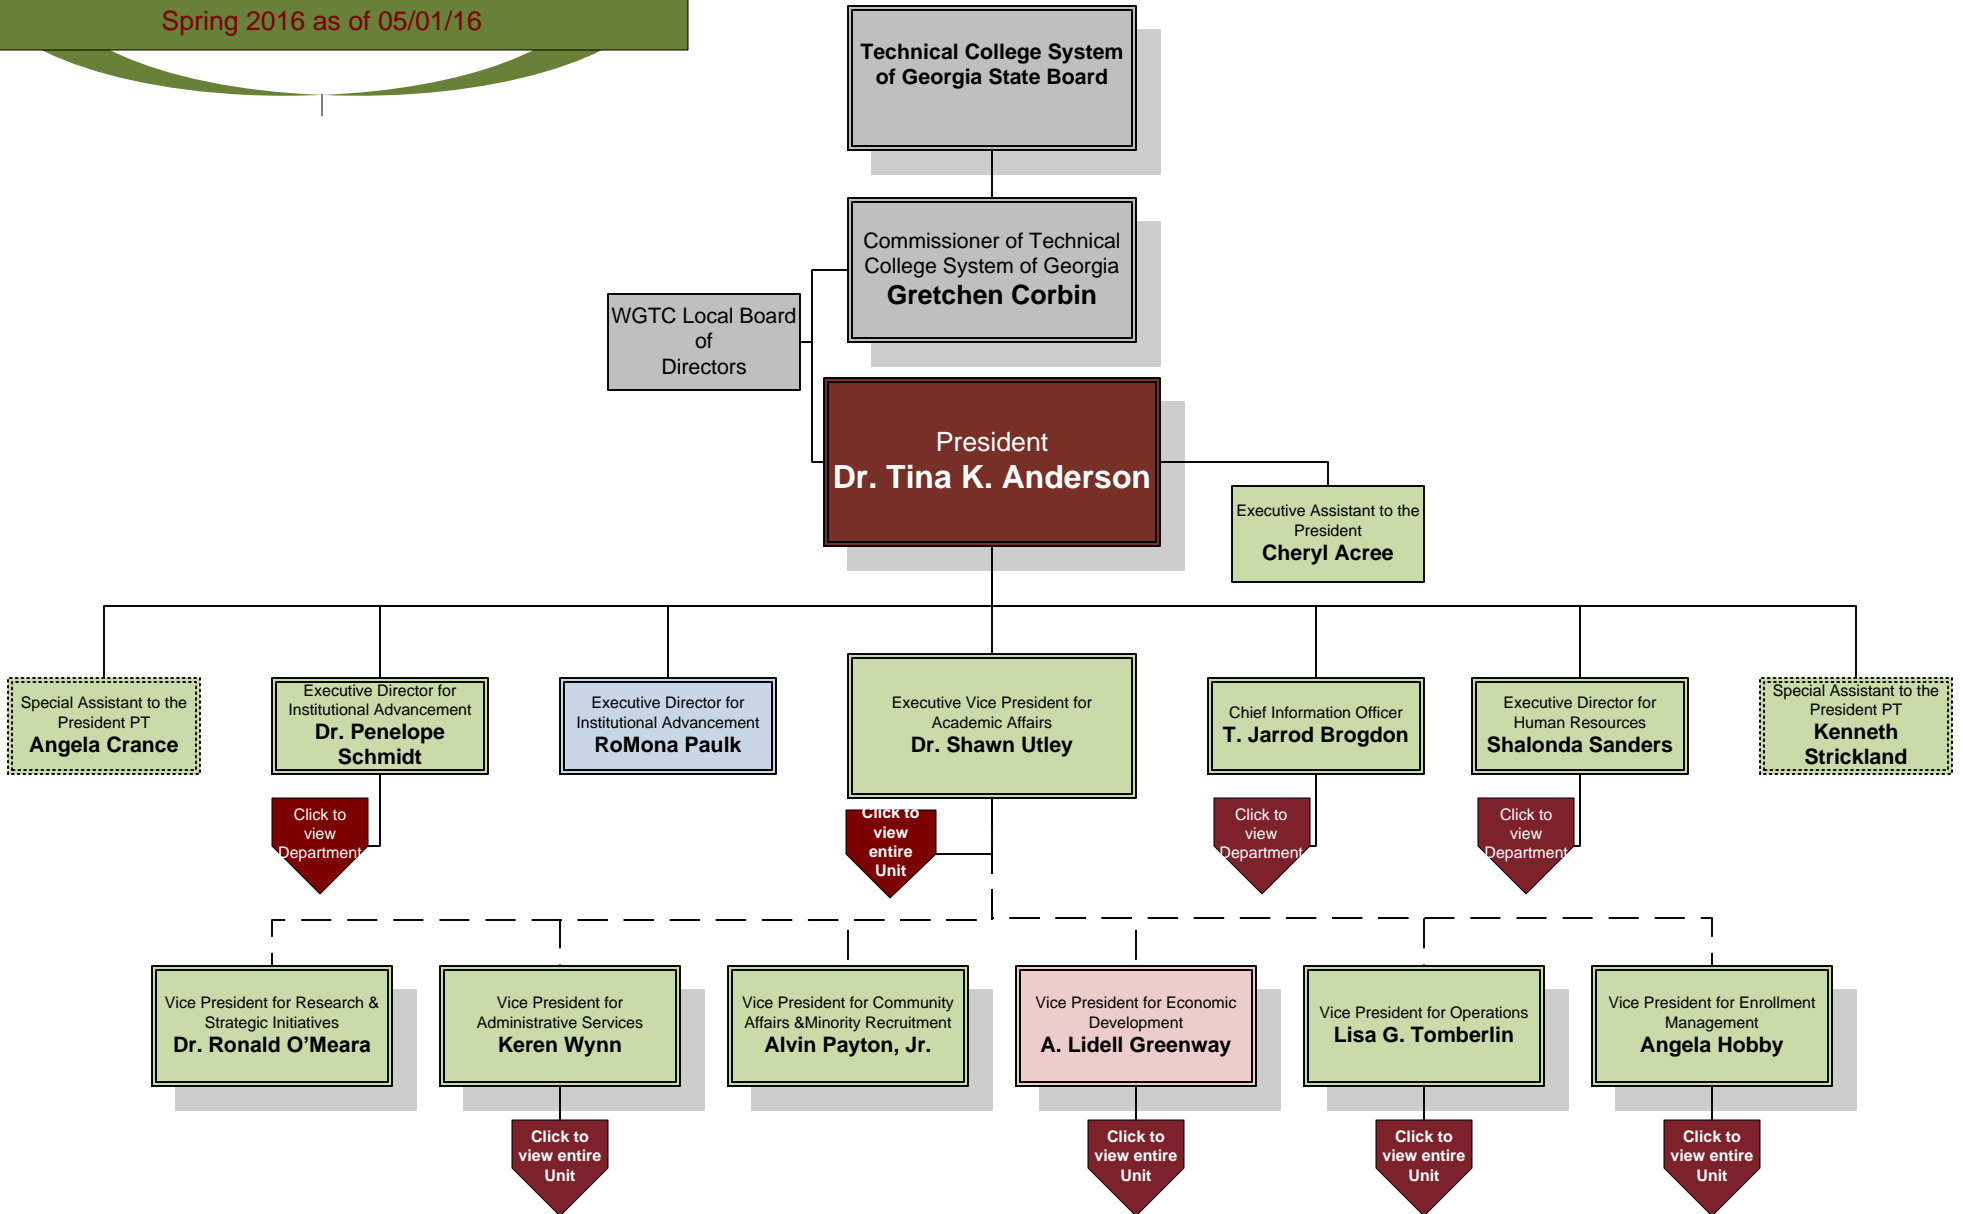 Spring 2016 as of 05/01/16
Technical College System
of Georgia State Board
Commissioner of Technical
College System of Georgia
Gretchen Corbin
WGTC Local Board
of
Directors
President
Dr. Tina K. Anderson
Executive Assistant to the
President
Cheryl Acree
Special Assistant to the
President PT
Angela Crance
Executive Director for
Institutional Advancement
Dr. Penelope
Schmidt
Executive Director for
Institutional Advancement
RoMona Paulk
Executive Vice President for
Academic Affairs
Dr. Shawn Utley
Chief Information Officer
T. Jarrod Brogdon
Executive Director for
Human Resources
Shalonda Sanders
Special Assistant to the
President PT
Kenneth
Strickland
Click to
view
Department
Click to
view
entire
Unit
Click to
view
Department
Click to
view
Department
Vice President for Research &
Strategic Initiatives
Dr. Ronald O’Meara
Vice President for
Administrative Services
Keren Wynn
Vice President for Community
Affairs &Minority Recruitment
Alvin Payton, Jr.
Vice President for Economic
Development
A. Lidell Greenway
Vice President for Operations
Lisa G. Tomberlin
Vice President for Enrollment
Management
Angela Hobby
Click to
view entire
Unit
Click to
view entire
Unit
Click to
view entire
Unit
Click to
view entire
Unit